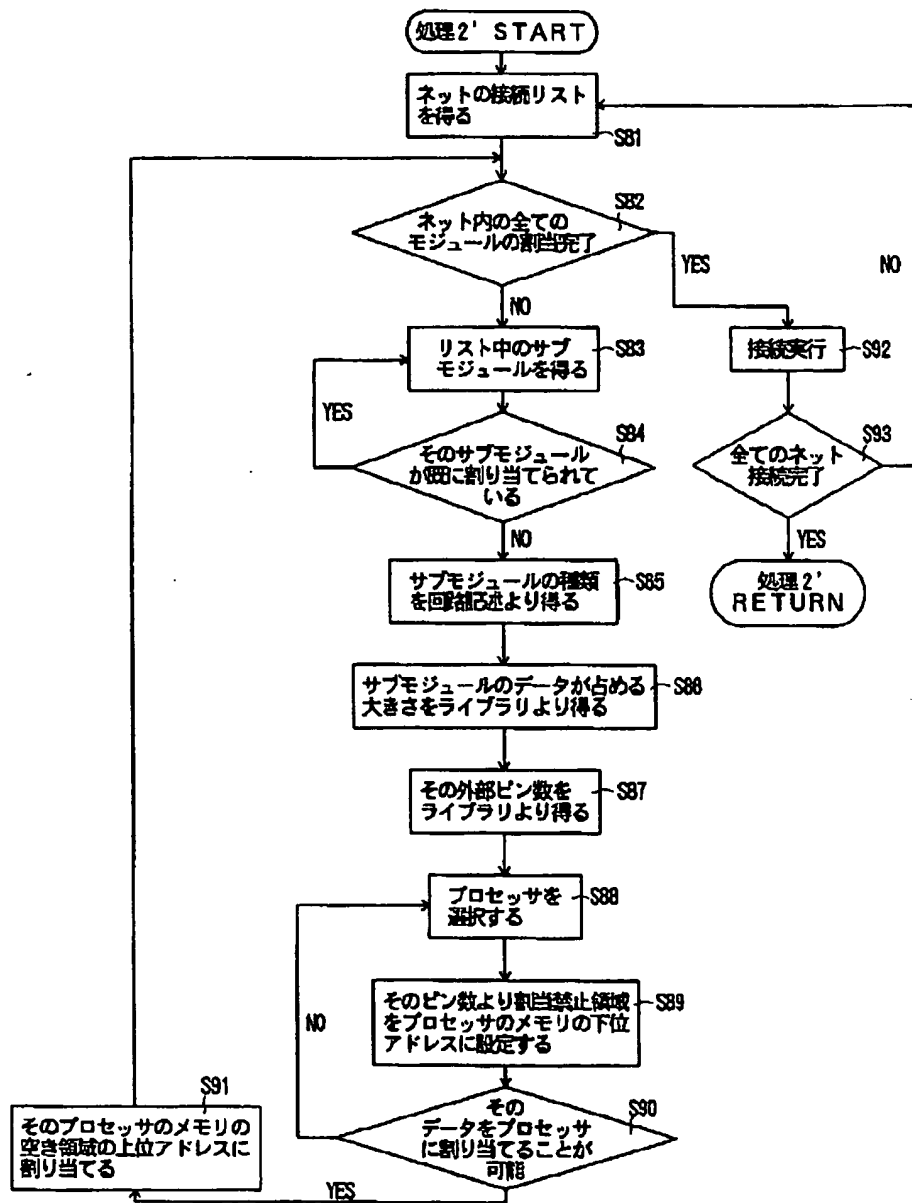 処理2' START
ネットの接続リスト
を得る
S81
S82
ネット内の全ての
モジュールの割当完了
YES
NO
NO
リスト中のサブ
モジュールを得る
S83
接続実行
S92
YES
S84
そのサブモジュール
が既に割り当てられて
いる
S93
全てのネット
接続完了
NO
YES
サブモジュールの種類
を回路記述より得る
S85
処理2'
RETURN
サブモジュールのデータが占める
大きさをライブラリより得る
S86
その外部ピン数を
ライブラリより得る
S87
プロセッサを
選択する
S88
そのピン数より割当禁止領域
をプロセッサのメモリの下位
アドレスに設定する
S89
NO
S91
そのプロセッサのメモリの
空き領域の上位アドレスに
割り当てる
S90
その
データをプロセッサ
に割り当てることが
可能
YES